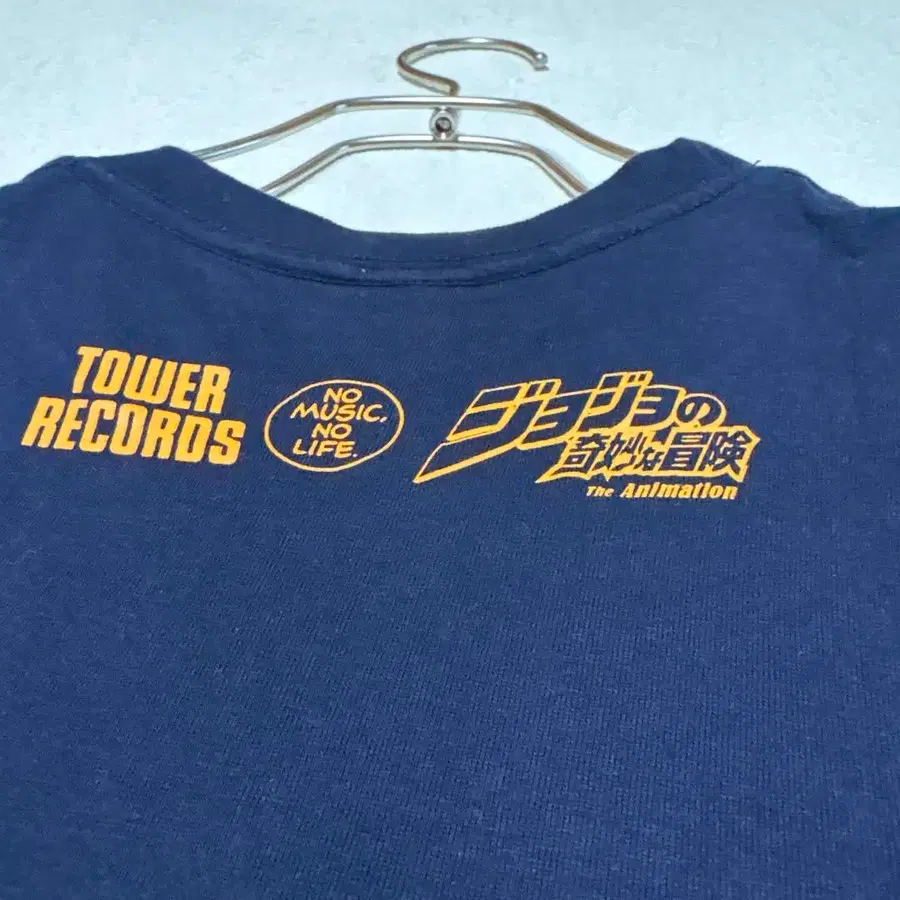 TOWER
RECORDS
NO
MUSIC,
NO
LIFE.
ジョジョの
奇妙な冒険
The Animation